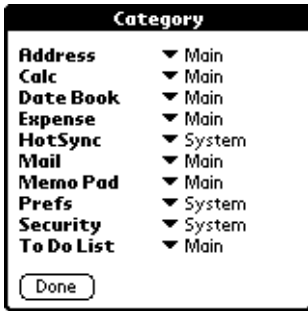 Category
Address Main
Calc Main
Date Book Main
Expense Main
HotSync System
Mail Main
Memo Pad Main
Prefs System
Security System
To Do List Main
Done